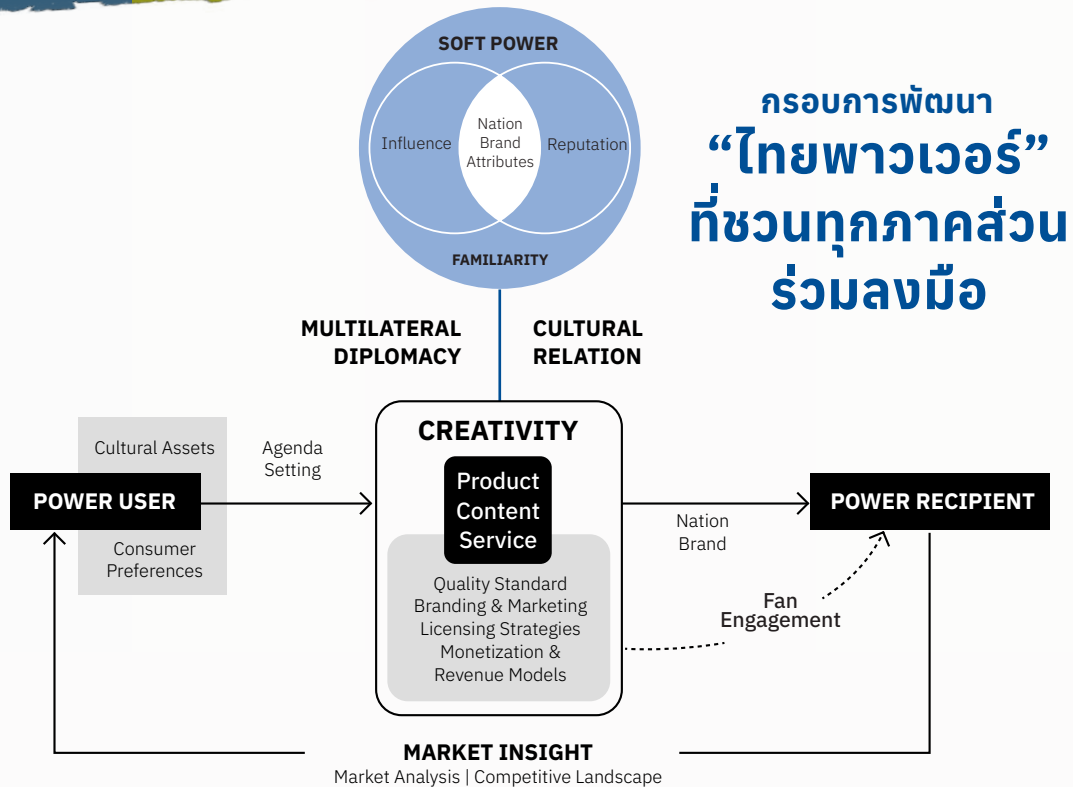 SOFT POWER
Influence
Nation
Brand
Attributes
Reputation
FAMILIARITY
กรอบการพัฒนา
“ไทยพาวเวอร์”
ที่ชวนทุกภาคส่วน
ร่วมลงมือ
MULTILATERAL
DIPLOMACY
CULTURAL
RELATION
Cultural Assets
POWER USER
Consumer
Preferences
Agenda
Setting
CREATIVITY
Product
Content
Service
Quality Standard
Branding & Marketing
Licensing Strategies
Monetization &
Revenue Models
Nation
Brand
POWER RECIPIENT
Fan
Engagement
MARKET INSIGHT
Market Analysis | Competitive Landscape